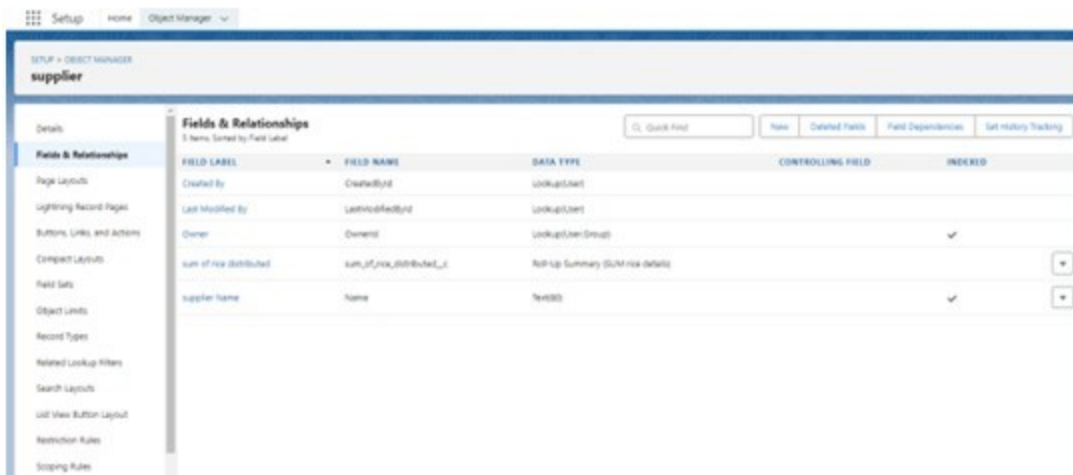 Setup Home Object Manager
SETUP > OBJECT MANAGER
supplier
Details
Fields & Relationships
Page Layouts
Lightning Record Pages
Buttons, Links, and Actions
Compact Layouts
Field Sets
Object Limits
Record Types
Related Lookup Filters
Search Layouts
List View Button Layout
Restriction Rules
Scoping Rules
Fields & Relationships
5 Items, Sorted by Field Label
Quick Find
New Deleted Fields Field Dependencies Set History Tracking
FIELD LABEL FIELD NAME DATA TYPE CONTROLLING FIELD INDEXED
Created By CreatedById Lookup(User)
Last Modified By LastModifiedById Lookup(User)
Owner OwnerId Lookup(User,Group)
sum of rice distributed sum_of_rice_distributed__c Roll-Up Summary (SUM rice details)
supplier Name Name Text(80)